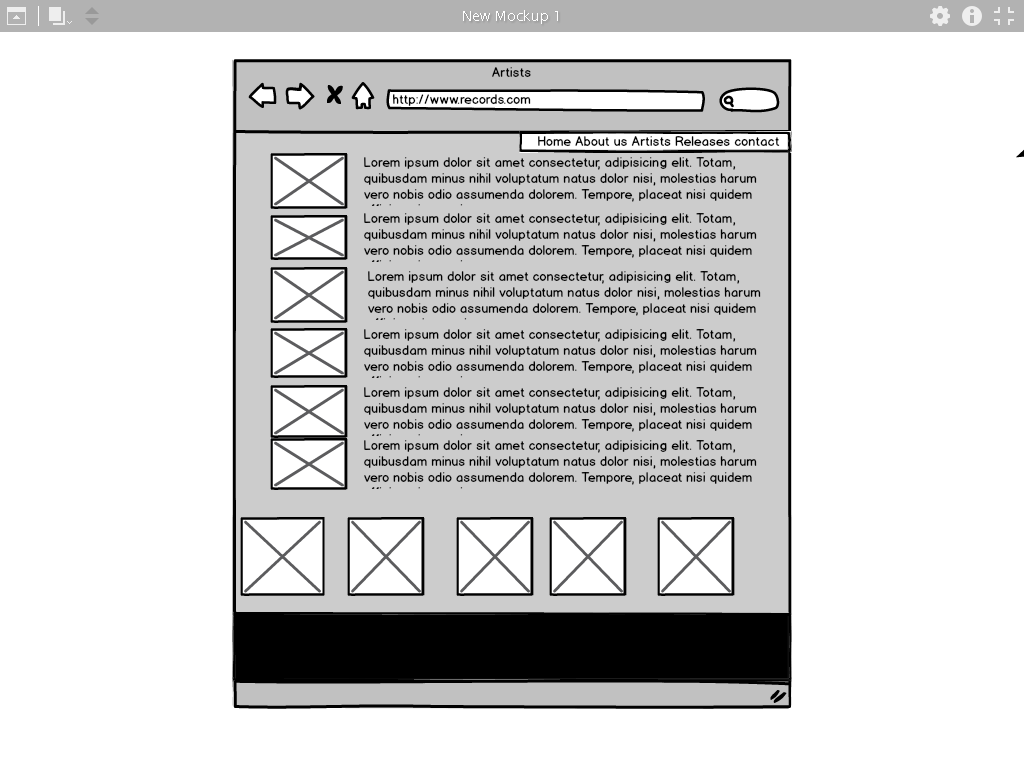 New Mockup 1
Artists
http://www.records.com
Home About us Artists Releases contact
Lorem ipsum dolor sit amet consectetur, adipisicing elit. Totam,
quibusdam minus nihil voluptatum natus dolor nisi, molestias harum
vero nobis odio assumenda dolorem. Tempore, placeat nisi quidem
Lorem ipsum dolor sit amet consectetur, adipisicing elit. Totam,
quibusdam minus nihil voluptatum natus dolor nisi, molestias harum
vero nobis odio assumenda dolorem. Tempore, placeat nisi quidem
Lorem ipsum dolor sit amet consectetur, adipisicing elit. Totam,
quibusdam minus nihil voluptatum natus dolor nisi, molestias harum
vero nobis odio assumenda dolorem. Tempore, placeat nisi quidem
Lorem ipsum dolor sit amet consectetur, adipisicing elit. Totam,
quibusdam minus nihil voluptatum natus dolor nisi, molestias harum
vero nobis odio assumenda dolorem. Tempore, placeat nisi quidem
Lorem ipsum dolor sit amet consectetur, adipisicing elit. Totam,
quibusdam minus nihil voluptatum natus dolor nisi, molestias harum
vero nobis odio assumenda dolorem. Tempore, placeat nisi quidem
Lorem ipsum dolor sit amet consectetur, adipisicing elit. Totam,
quibusdam minus nihil voluptatum natus dolor nisi, molestias harum
vero nobis odio assumenda dolorem. Tempore, placeat nisi quidem